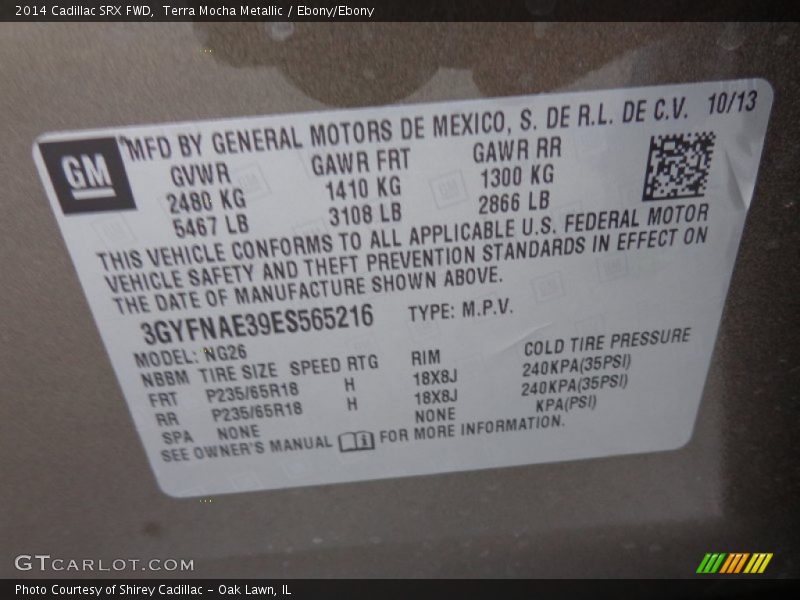 2014 Cadillac SRX FWD,  Terra Mocha Metallic / Ebony/Ebony
GM
MFD BY GENERAL MOTORS DE MEXICO, S. DE R.L. DE C.V. 10/13
GVWR GAWR FRT GAWR RR
2480 KG 1410 KG 1300 KG
5467 LB 3108 LB 2866 LB
THIS VEHICLE CONFORMS TO ALL APPLICABLE U.S. FEDERAL MOTOR
VEHICLE SAFETY AND THEFT PREVENTION STANDARDS IN EFFECT ON
THE DATE OF MANUFACTURE SHOWN ABOVE.
3GYFNAE39ES565216 TYPE: M.P.V.
MODEL: NG26
NBBM TIRE SIZE SPEED RTG RIM COLD TIRE PRESSURE
FRT P235/65R18 H 18X8J 240KPA(35PSI)
RR P235/65R18 H 18X8J 240KPA(35PSI)
SPA NONE NONE KPA(PSI)
SEE OWNER'S MANUAL FOR MORE INFORMATION.
GTCARLOT.COM
Photo Courtesy of Shirey Cadillac - Oak Lawn, IL